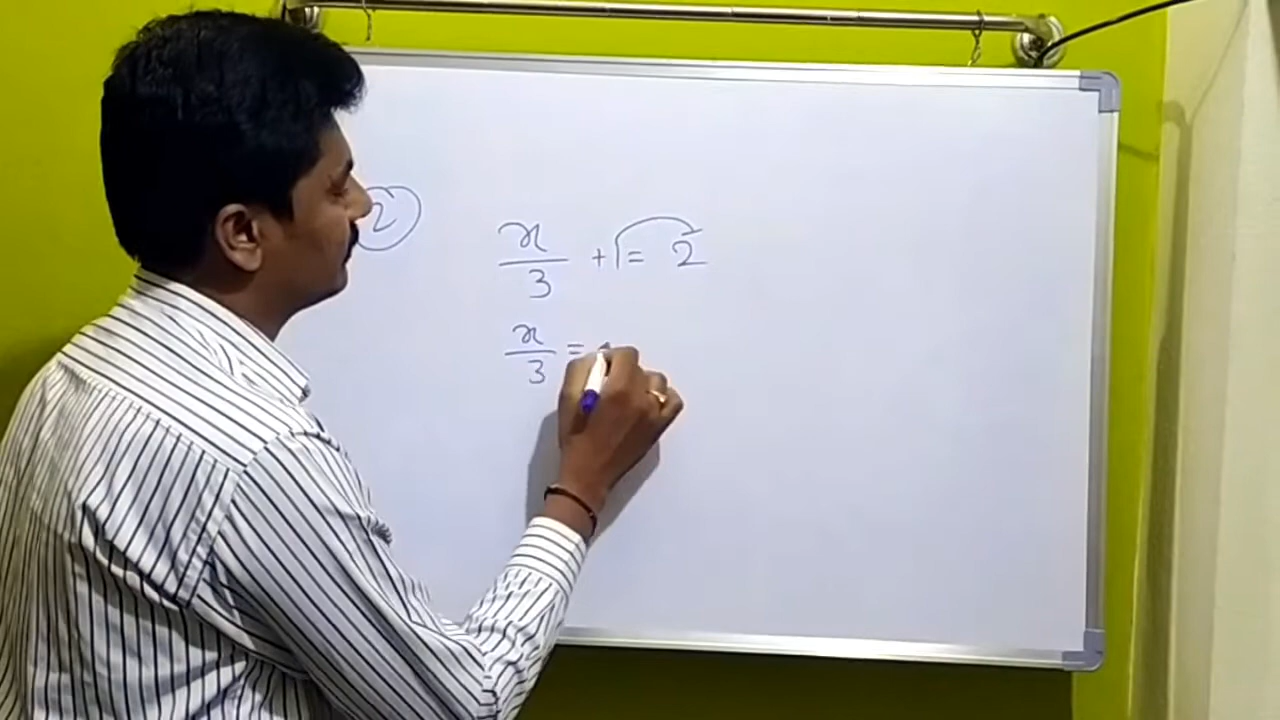 2
x/3 + 1 = 2
x/3 =